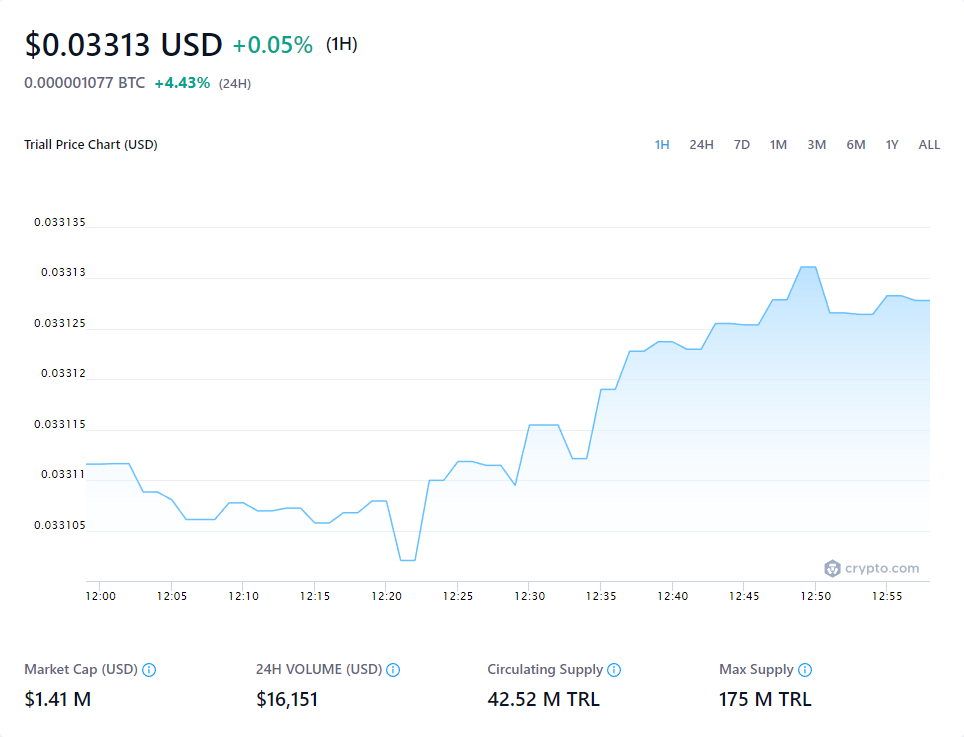 $0.03313 USD +0.05% (1H)
0.000001077 BTC +4.43% (24H)
Triall Price Chart (USD)
1H 24H 7D 1M 3M 6M 1Y ALL
0.033135
0.03313
0.033125
0.03312
0.033115
0.03311
0.033105
crypto.com
12:00 12:05 12:10 12:15 12:20 12:25 12:30 12:35 12:40 12:45 12:50 12:55
Market Cap (USD) 24H VOLUME (USD) Circulating Supply Max Supply
$1.41 M $16,151 42.52 M TRL 175 M TRL